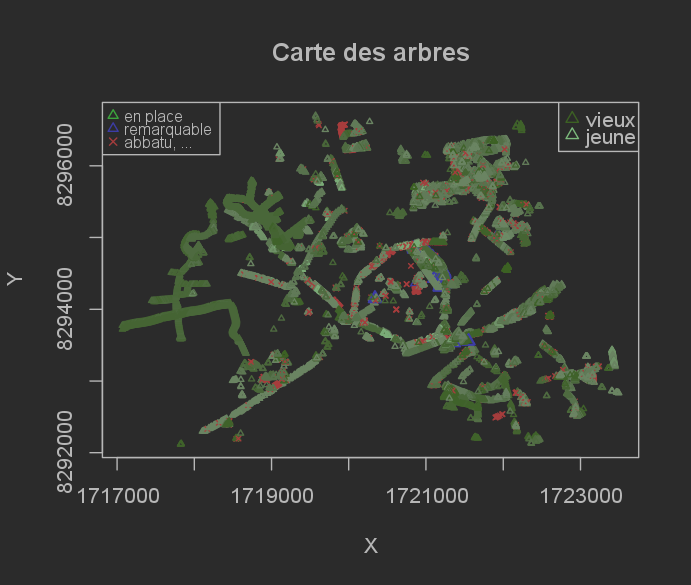 Carte des arbres
en place
remarquable
abbatu, ...
vieux
jeune
8296000
8294000
8292000
Y
1717000 1719000 1721000 1723000
X